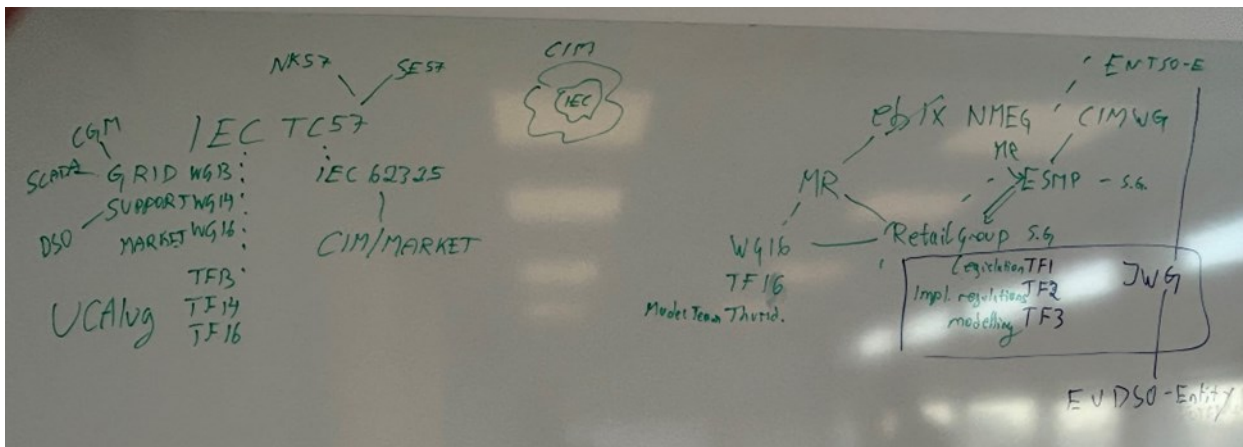 NK57 SE57
IEC TC57
CGM
SCADA GRID WG13
SUPPORT WG14
DSO
MARKET WG16
TF13
UCAIug TF14
TF16
IEC 62325
CIM/MARKET
CIM
IEC
ENTSO-E
ebIX NMEG CIMWG
MR
MR ESMP - S.G.
Retail Group S.G
WG16
TF16
Model Team Thursd.
Legislation TF1
Impl. regulations TF2
modelling TF3
JWG
EU DSO-Entity